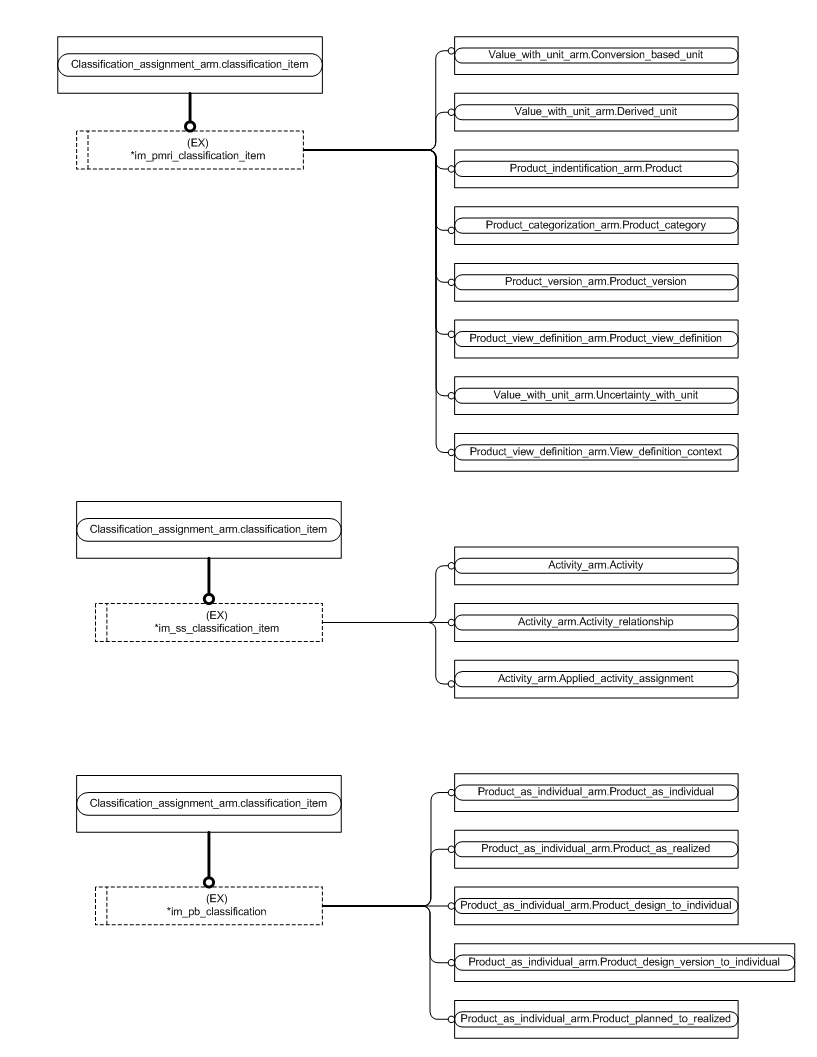 Classification_assignment_arm.classification_item
(EX)
*im_pmri_classification_item
Value_with_unit_arm.Conversion_based_unit
Value_with_unit_arm.Derived_unit
Product_indentification_arm.Product
Product_categorization_arm.Product_category
Product_version_arm.Product_version
Product_view_definition_arm.Product_view_definition
Value_with_unit_arm.Uncertainty_with_unit
Product_view_definition_arm.View_definition_context
Classification_assignment_arm.classification_item
(EX)
*im_ss_classification_item
Activity_arm.Activity
Activity_arm.Activity_relationship
Activity_arm.Applied_activity_assignment
Classification_assignment_arm.classification_item
(EX)
*im_pb_classification
Product_as_individual_arm.Product_as_individual
Product_as_individual_arm.Product_as_realized
Product_as_individual_arm.Product_design_to_individual
Product_as_individual_arm.Product_design_version_to_individual
Product_as_individual_arm.Product_planned_to_realized